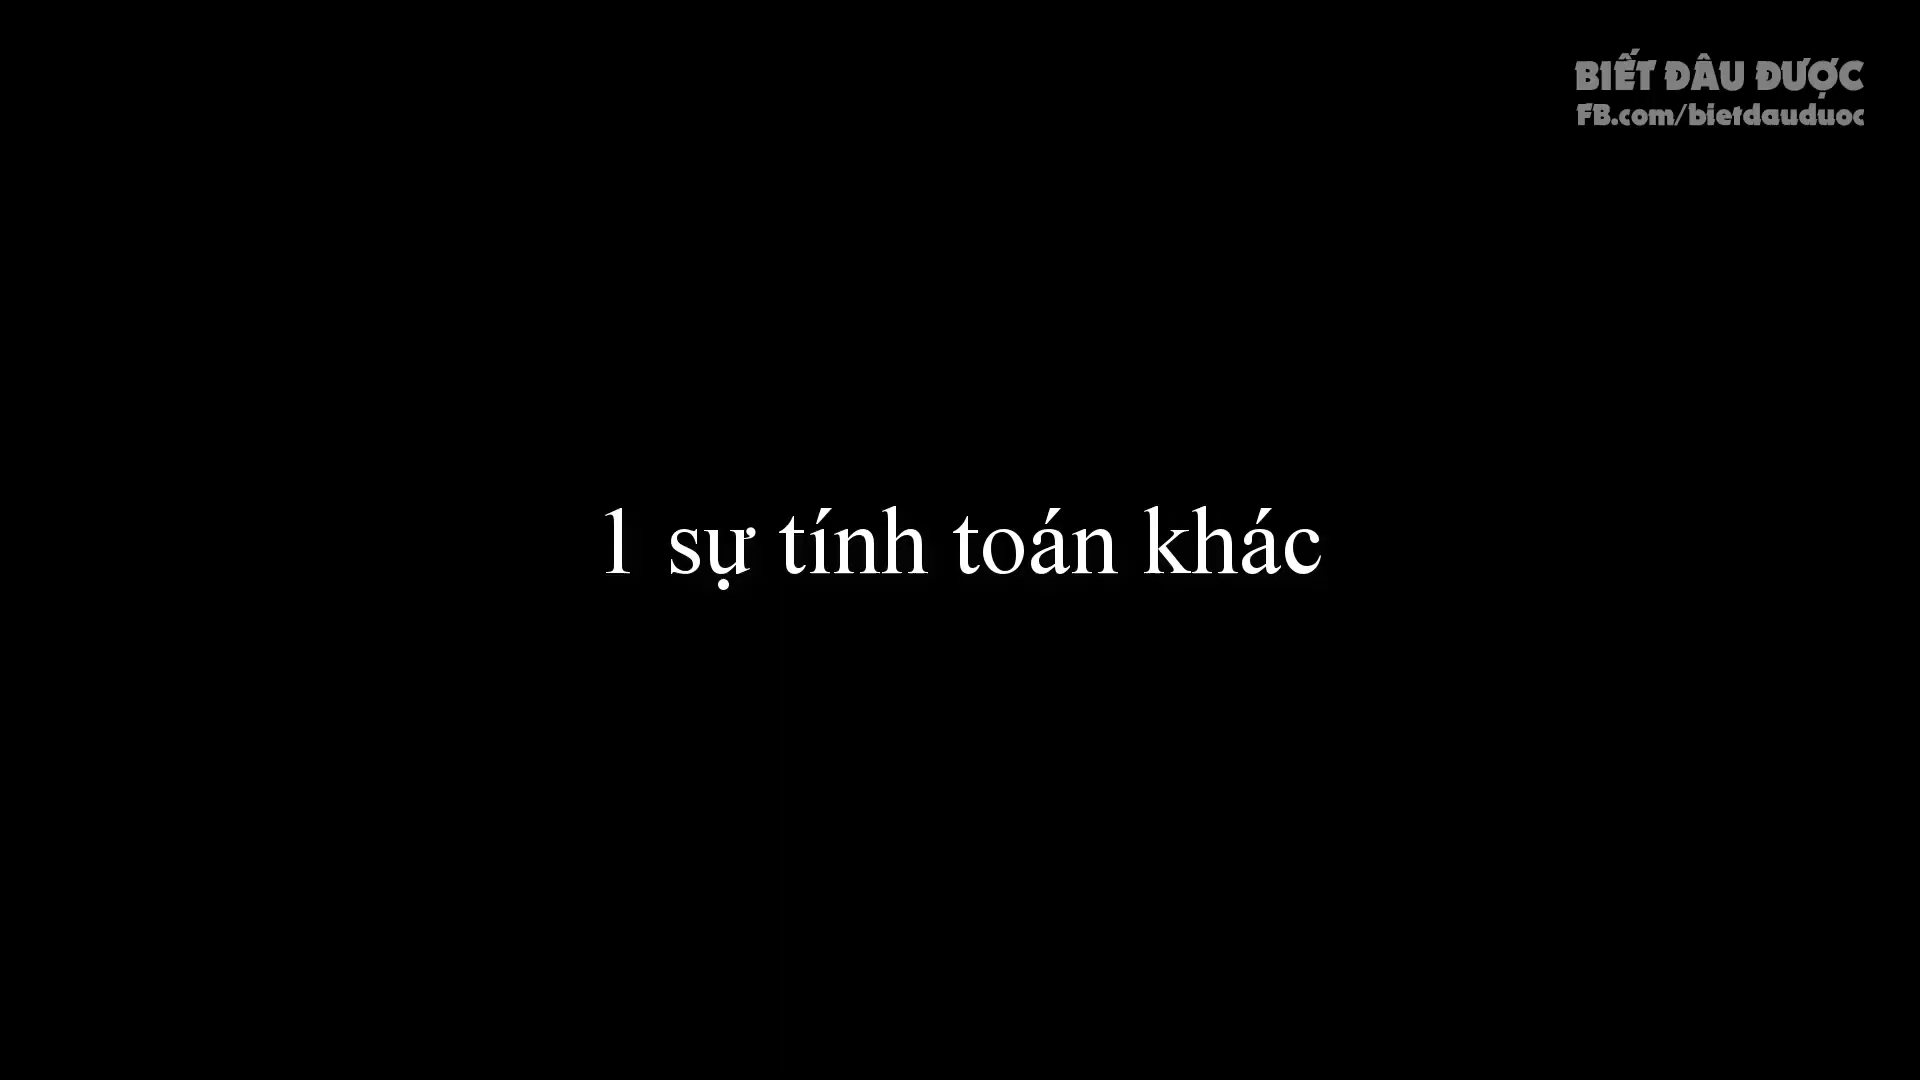 BIẾT ĐÂU ĐƯỢC
FB.com/bietdauduoc
1 sự tính toán khác